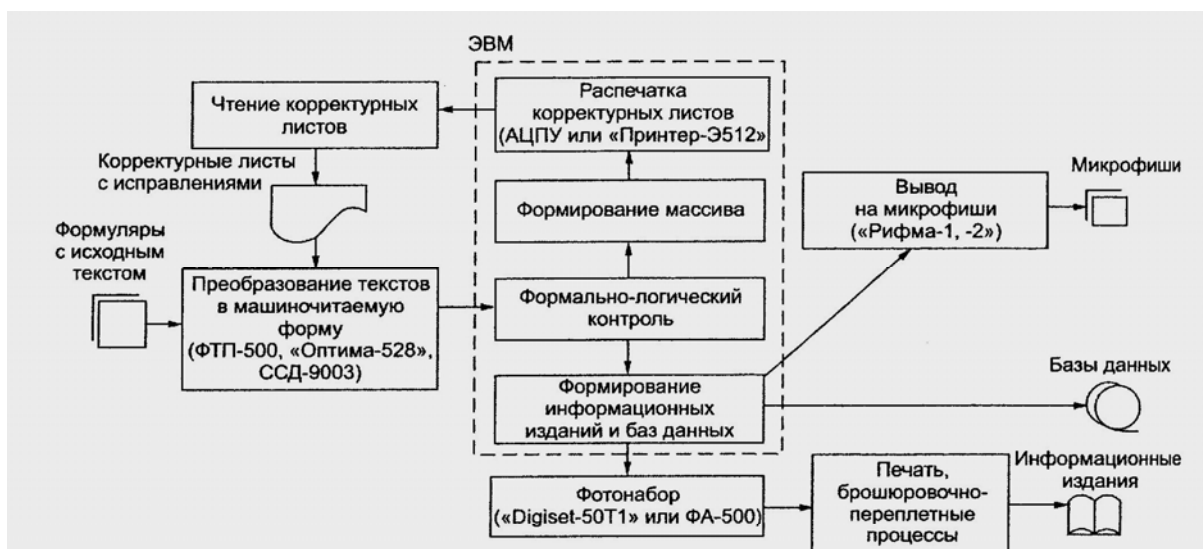 ЭВМ
Чтение корректурных
листов
Распечатка
корректурных листов
(АЦПУ или «Принтер-Э512»
Корректурные листы
с исправлениями
Формирование массива
Вывод
на микрофиши
(«Рифма-1, -2»)
Микрофиши
Формуляры
с исходным
текстом
Преобразование текстов
в машиночитаемую
форму
(ФТП-500, «Оптима-528»,
ССД-9003)
Формально-логический
контроль
Формирование
информационных
изданий и баз данных
Базы данных
Фотонабор
(«Digiset-50T1» или ФА-500)
Печать,
брошюровочно-
переплетные
процессы
Информационные
издания